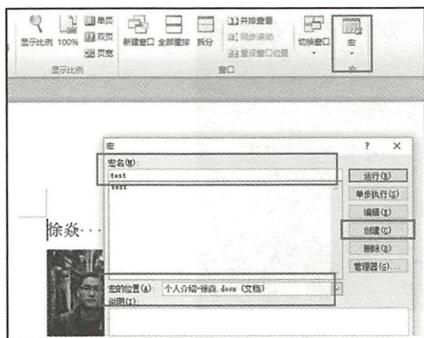 单页
双页
页宽
显示比例
100%
显示比例
新建窗口
全部重排
拆分
并排查看
同步滚动
重设窗口位置
切换窗口
窗口
宏
宏
宏
?
×
宏名(M):
test
test
运行(R)
单步执行(S)
编辑(E)
创建(C)
删除(D)
管理器(G)...
宏的位置(A):
个人介绍-徐焱.docx (文档)
说明(I):
徐焱···